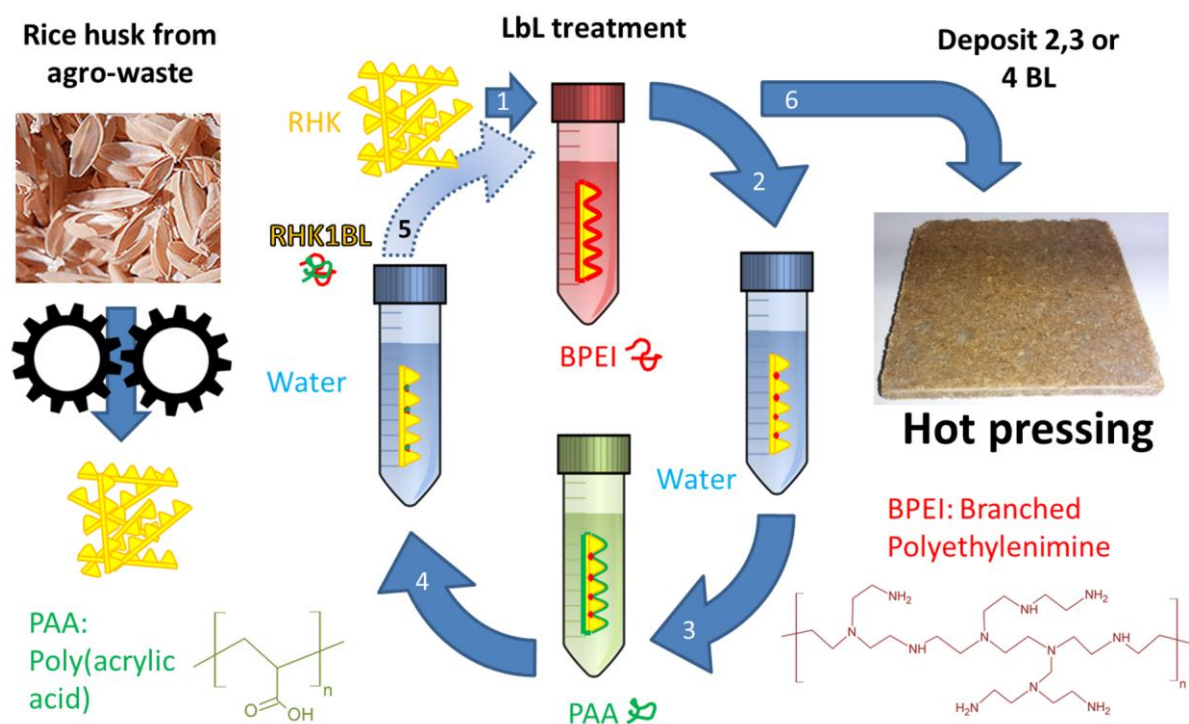 Rice husk from
agro-waste
LbL treatment
Deposit 2,3 or
4 BL
RHK
1
6
2
5
RHK1BL
BPEI
Water
Water
Hot pressing
4
3
PAA
PAA:
Poly(acrylic
acid)
n
O
OH
BPEI: Branched
Polyethylenimine
NH2
NH
NH2
N
NH
N
N
NH
N
n
H2N
NH2